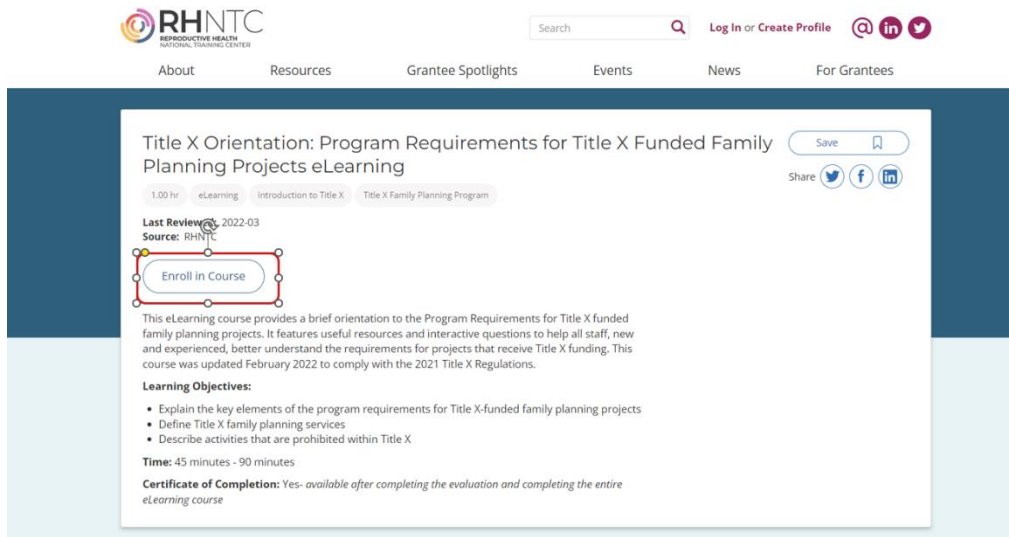 RHNTC
REPRODUCTIVE HEALTH
NATIONAL TRAINING CENTER
Search
Log In or Create Profile
About Resources Grantee Spotlights Events News For Grantees
Title X Orientation: Program Requirements for Title X Funded Family
Planning Projects eLearning
Save
Share
1.00 hr eLearning Introduction to Title X Title X Family Planning Program
Last Reviewed: 2022-03
Source: RHNTC
Enroll in Course
This eLearning course provides a brief orientation to the Program Requirements for Title X funded
family planning projects. It features useful resources and interactive questions to help all staff, new
and experienced, better understand the requirements for projects that receive Title X funding. This
course was updated February 2022 to comply with the 2021 Title X Regulations.
Learning Objectives:
• Explain the key elements of the program requirements for Title X-funded family planning projects
• Define Title X family planning services
• Describe activities that are prohibited within Title X
Time: 45 minutes - 90 minutes
Certificate of Completion: Yes- available after completing the evaluation and completing the entire
eLearning course